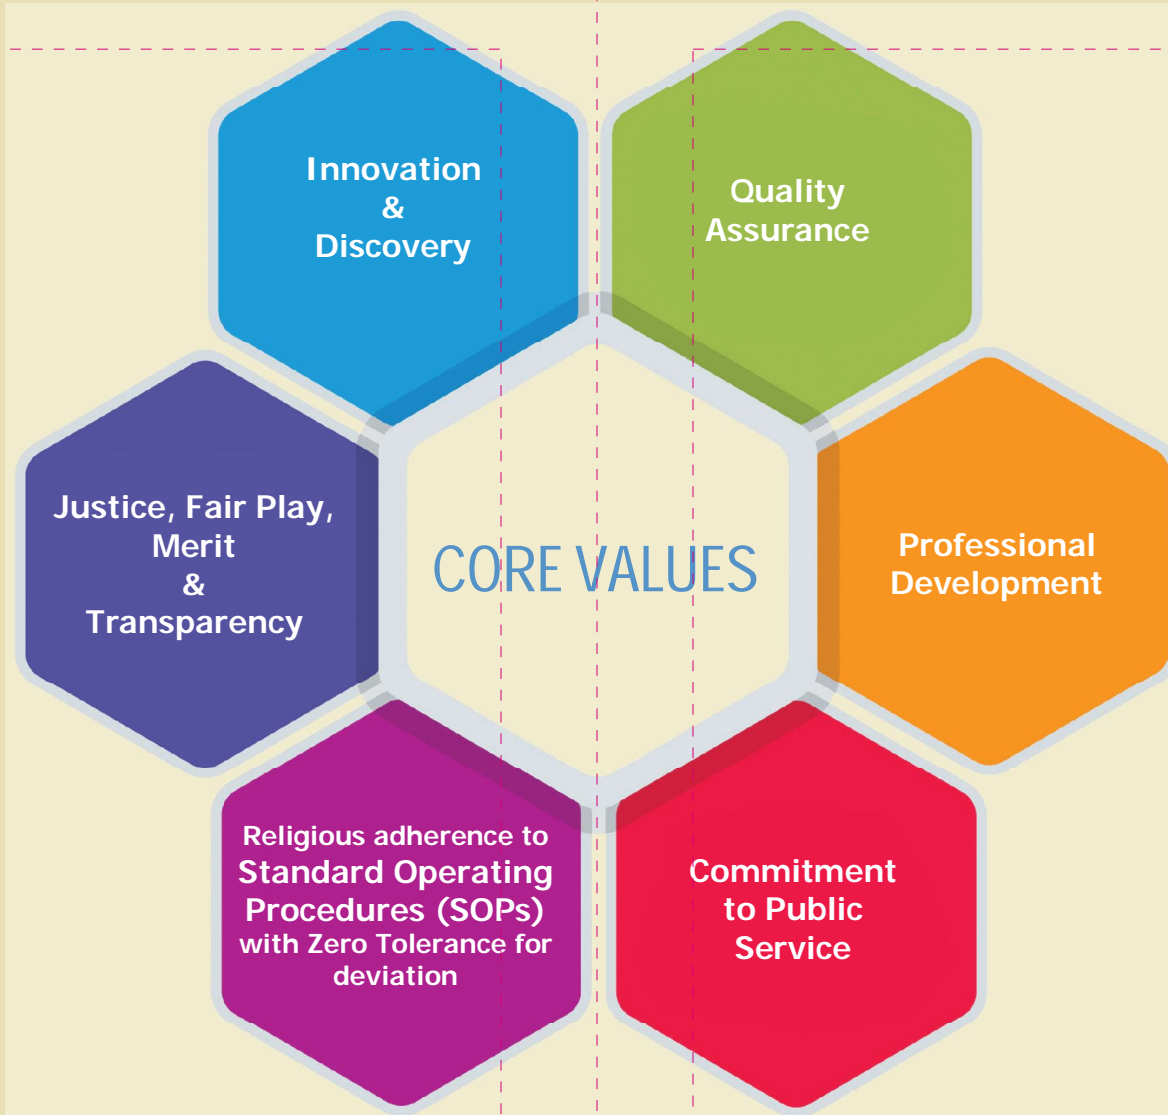 Innovation
&
Discovery
Quality
Assurance
Justice, Fair Play,
Merit
&
Transparency
CORE VALUES
Professional
Development
Religious adherence to
Standard Operating
Procedures (SOPs)
with Zero Tolerance for
deviation
Commitment
to Public
Service